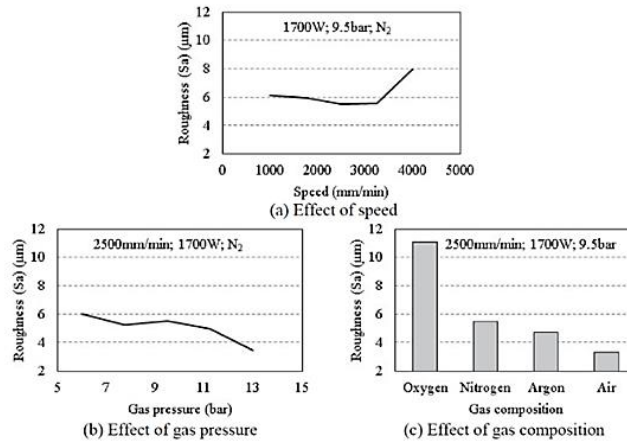 1700W; 9.5bar, N2
Roughness (Sa) (μm)
12
10
8
6
4
2
0 1000 2000 3000 4000 5000
Speed (mm/min)
(a) Effect of speed
2500mm/min; 1700W; N2
Roughness (Sa) (μm)
12
10
8
6
4
2
5 7 9 11 13 15
Gas pressure (bar)
(b) Effect of gas pressure
2500mm/min; 1700W; 9.5bar
Roughness (Sa) (μm)
12
10
8
6
4
2
Oxygen Nitrogen Argon Air
Gas composition
(c) Effect of gas composition